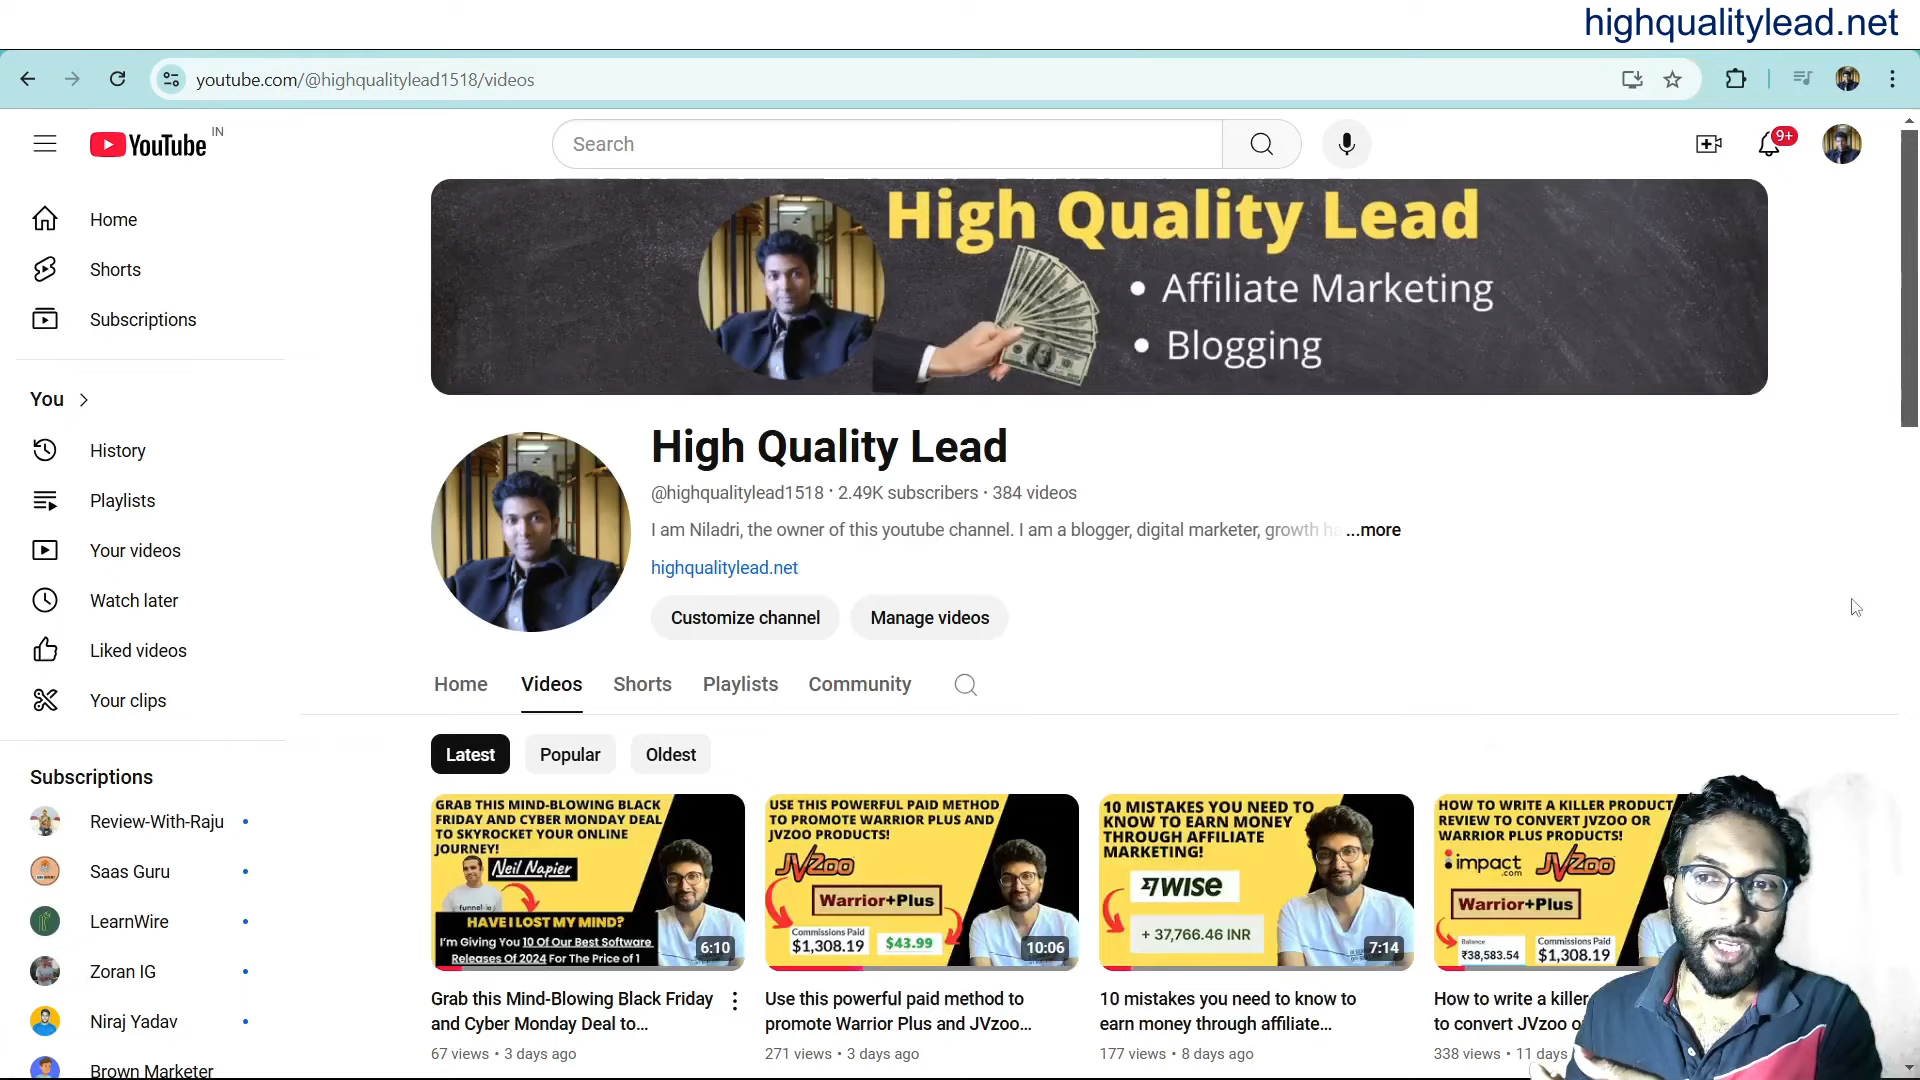 highqualitylead.net
youtube.com/@highqualitylead1518/videos
YouTube IN
Search
9+
Home
Shorts
Subscriptions
You
History
Playlists
Your videos
Watch later
Liked videos
Your clips
Subscriptions
Review-With-Raju
Saas Guru
LearnWire
Zoran IG
Niraj Yadav
Brown Marketer
High Quality Lead
• Affiliate Marketing
• Blogging
High Quality Lead
@highqualitylead1518 • 2.49K subscribers • 384 videos
I am Niladri, the owner of this youtube channel. I am a blogger, digital marketer, growth ha ...more
highqualitylead.net
Customize channel
Manage videos
Home
Videos
Shorts
Playlists
Community
Latest
Popular
Oldest
GRAB THIS MIND-BLOWING BLACK
FRIDAY AND CYBER MONDAY DEAL
TO SKYROCKET YOUR ONLINE
JOURNEY!
Neil Napier
funnel
HAVE I LOST MY MIND?
I'm Giving You 10 Of Our Best Software
Releases Of 2024 For The Price of 1
6:10
Grab this Mind-Blowing Black Friday
and Cyber Monday Deal to...
67 views • 3 days ago
USE THIS POWERFUL PAID METHOD
TO PROMOTE WARRIOR PLUS AND
JVZOO PRODUCTS!
JVZoo
Warrior+Plus
Commissions Paid
$1,308.19
$43.99
10:06
Use this powerful paid method to
promote Warrior Plus and JVZoo...
271 views • 3 days ago
10 MISTAKES YOU NEED TO
KNOW TO EARN MONEY
THROUGH AFFILIATE
MARKETING!
WISE
+ 37,766.46 INR
7:14
10 mistakes you need to know to
earn money through affiliate...
177 views • 8 days ago
HOW TO WRITE A KILLER PRODUCT
REVIEW TO CONVERT JVZOO OR
WARRIOR PLUS PRODUCTS!
impact.com
JVZoo
Warrior+Plus
Balance
₹38,583.54
Commissions Paid
$1,308.19
How to write a killer
to convert JVZoo o
338 views • 11 days